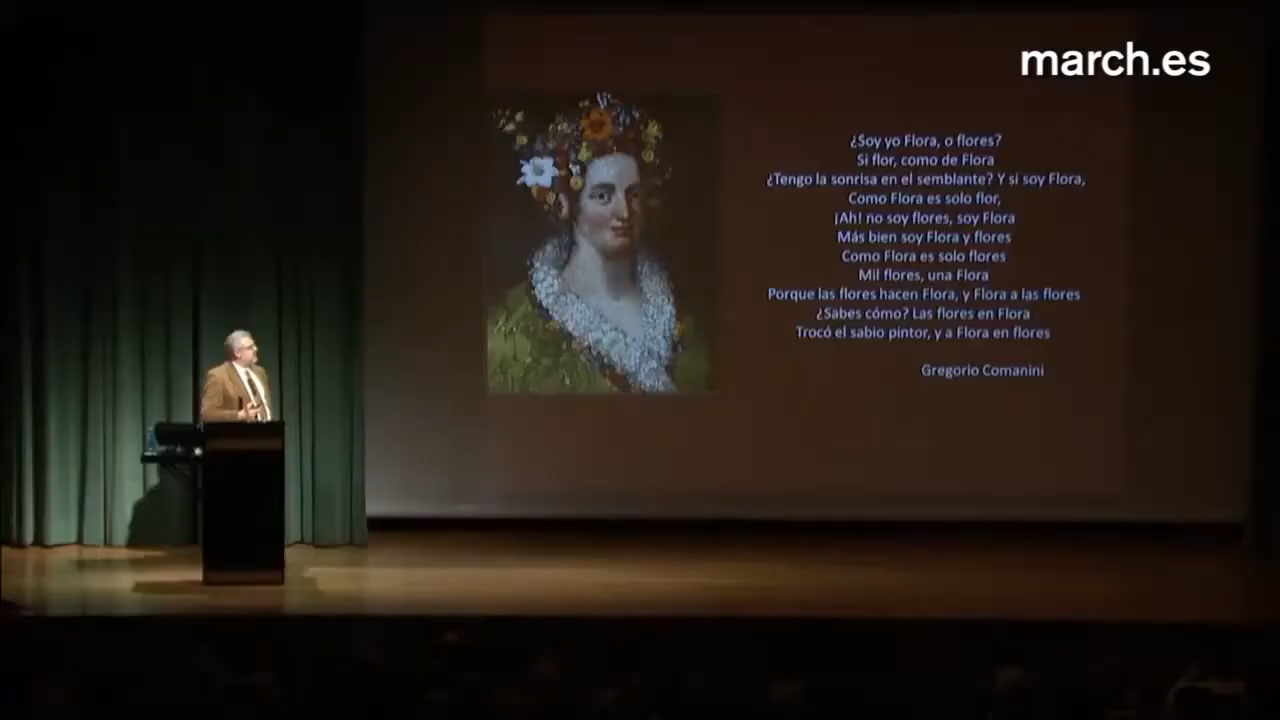 march.es
¿Soy yo Flora, o flores?
Si flor, como de Flora
¿Tengo la sonrisa en el semblante? Y si soy Flora,
Como Flora es solo flor,
¡Ah! no soy flores, soy Flora
Más bien soy Flora y flores
Como Flora es solo flores
Mil flores, una Flora
Porque las flores hacen Flora, y Flora a las flores
¿Sabes cómo? Las flores en Flora
Trocó el sabio pintor, y a Flora en flores
Gregorio Comanini